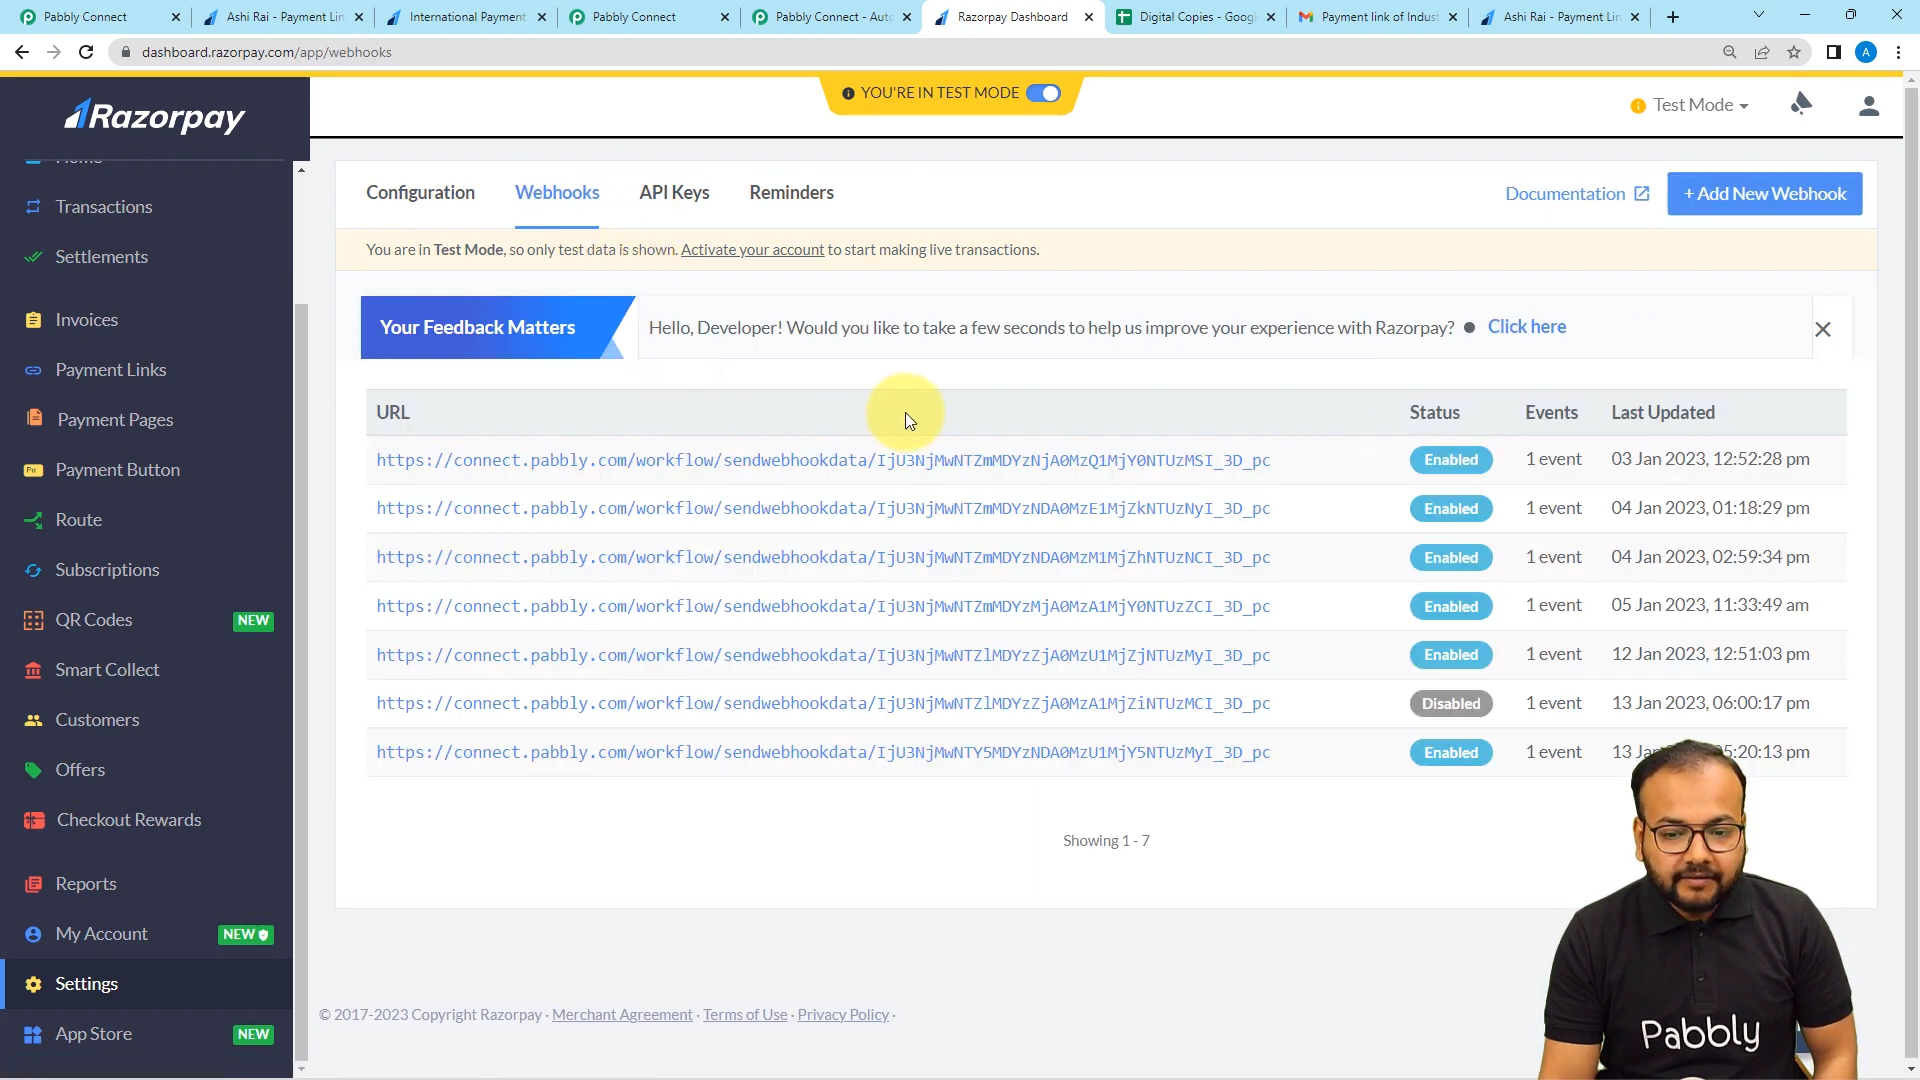 Pabbly Connect
Ashi Rai - Payment Lin
International Payment
Pabbly Connect
Pabbly Connect - Auto
Razorpay Dashboard
Digital Copies - Googl
Payment link of Indust
Ashi Rai - Payment Lin
dashboard.razorpay.com/app/webhooks
A
YOU'RE IN TEST MODE
Test Mode
Razorpay
Home
Transactions
Settlements
Invoices
Payment Links
Payment Pages
Payment Button
Route
Subscriptions
QR Codes NEW
Smart Collect
Customers
Offers
Checkout Rewards
Reports
My Account NEW
Settings
App Store NEW
Configuration Webhooks API Keys Reminders
Documentation + Add New Webhook
You are in Test Mode, so only test data is shown. Activate your account to start making live transactions.
Your Feedback Matters
Hello, Developer! Would you like to take a few seconds to help us improve your experience with Razorpay? ● Click here
URL Status Events Last Updated
https://connect.pabbly.com/workflow/sendwebhookdata/IjU3NjMwNTZmMDYzNjA0MzQ1MjY0NTUzMSI_3D_pc Enabled 1 event 03 Jan 2023, 12:52:28 pm
https://connect.pabbly.com/workflow/sendwebhookdata/IjU3NjMwNTZmMDYzNDA0MzE1MjZkNTUzNyI_3D_pc Enabled 1 event 04 Jan 2023, 01:18:29 pm
https://connect.pabbly.com/workflow/sendwebhookdata/IjU3NjMwNTZmMDYzNDA0MzM1MjZhNTUzNCI_3D_pc Enabled 1 event 04 Jan 2023, 02:59:34 pm
https://connect.pabbly.com/workflow/sendwebhookdata/IjU3NjMwNTZmMDYzMjA0MzA1MjY0NTUzZCI_3D_pc Enabled 1 event 05 Jan 2023, 11:33:49 am
https://connect.pabbly.com/workflow/sendwebhookdata/IjU3NjMwNTZlMDYzZjA0MzU1MjZjNTUzMyI_3D_pc Enabled 1 event 12 Jan 2023, 12:51:03 pm
https://connect.pabbly.com/workflow/sendwebhookdata/IjU3NjMwNTZlMDYzZjA0MzA1MjZiNTUzMCI_3D_pc Disabled 1 event 13 Jan 2023, 06:00:17 pm
https://connect.pabbly.com/workflow/sendwebhookdata/IjU3NjMwNTY5MDYzNDA0MzU1MjY5NTUzMyI_3D_pc Enabled 1 event 13 Ja 5:20:13 pm
Showing 1 - 7
© 2017-2023 Copyright Razorpay · Merchant Agreement · Terms of Use · Privacy Policy ·
Pabbly